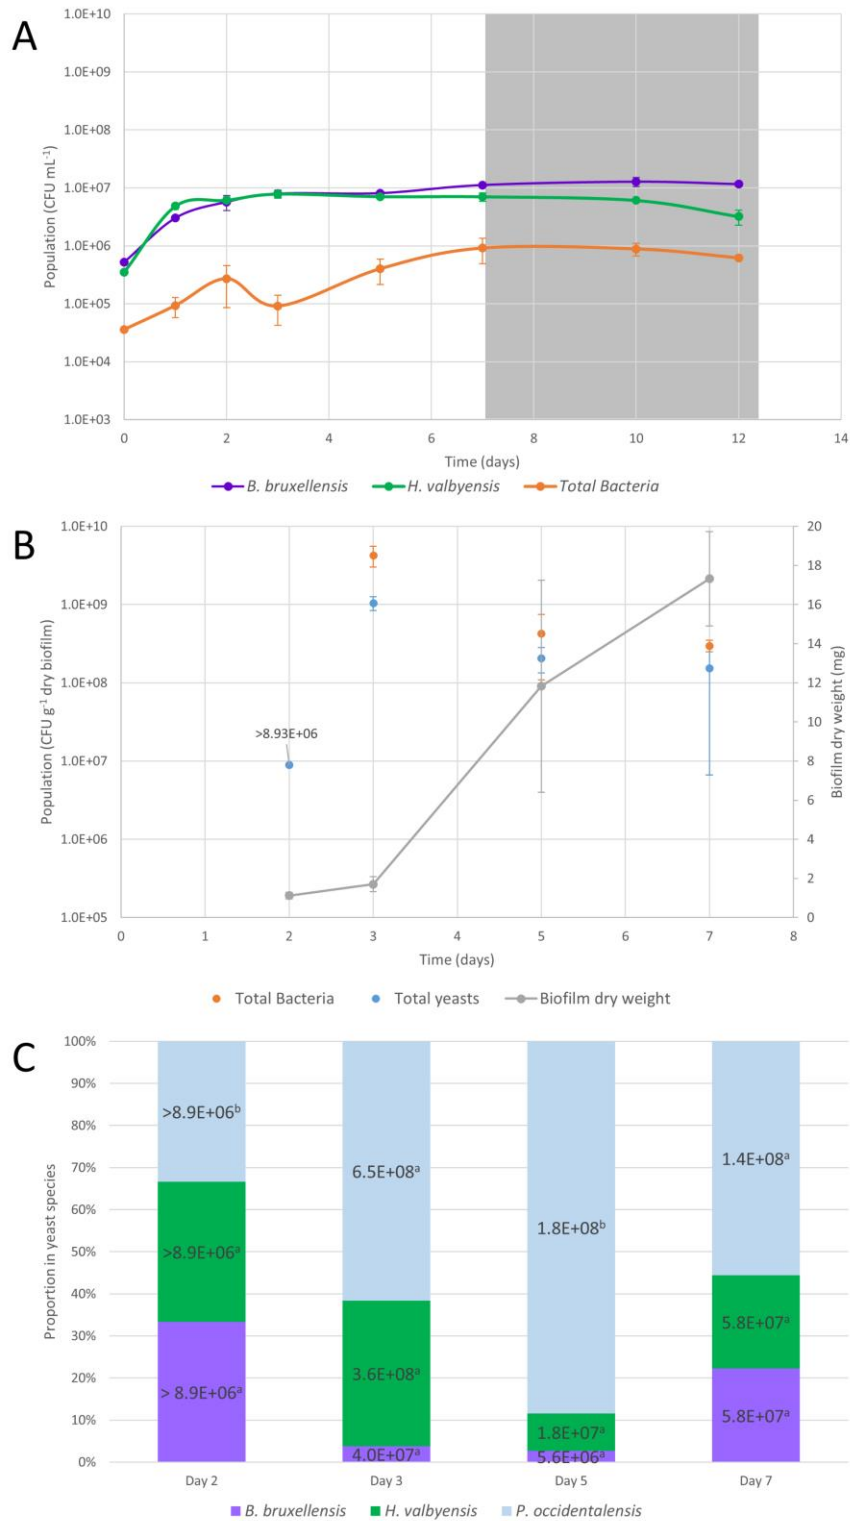 A
1.0E+10
1.0E+09
1.0E+08
1.0E+07
1.0E+06
1.0E+05
1.0E+04
1.0E+03
Population (CFU mL-1)
0 2 4 6 8 10 12 14
Time (days)
B. bruxellensis H. valbyensis Total Bacteria
B
1.0E+10
1.0E+09
1.0E+08
1.0E+07
1.0E+06
1.0E+05
Population (CFU g-1 dry biofilm)
>8.93E+06
20
18
16
14
12
10
8
6
4
2
0
Biofilm dry weight (mg)
0 1 2 3 4 5 6 7 8
Time (days)
Total Bacteria Total yeasts Biofilm dry weight
C
100%
90%
80%
70%
60%
50%
40%
30%
20%
10%
0%
Proportion in yeast species
>8.9E+06b
>8.9E+06a
> 8.9E+06a
6.5E+08a
3.6E+08a
4.0E+07a
1.8E+08b
1.8E+07a
5.6E+06a
1.4E+08a
5.8E+07a
5.8E+07a
Day 2 Day 3 Day 5 Day 7
B. bruxellensis H. valbyensis P. occidentalensis